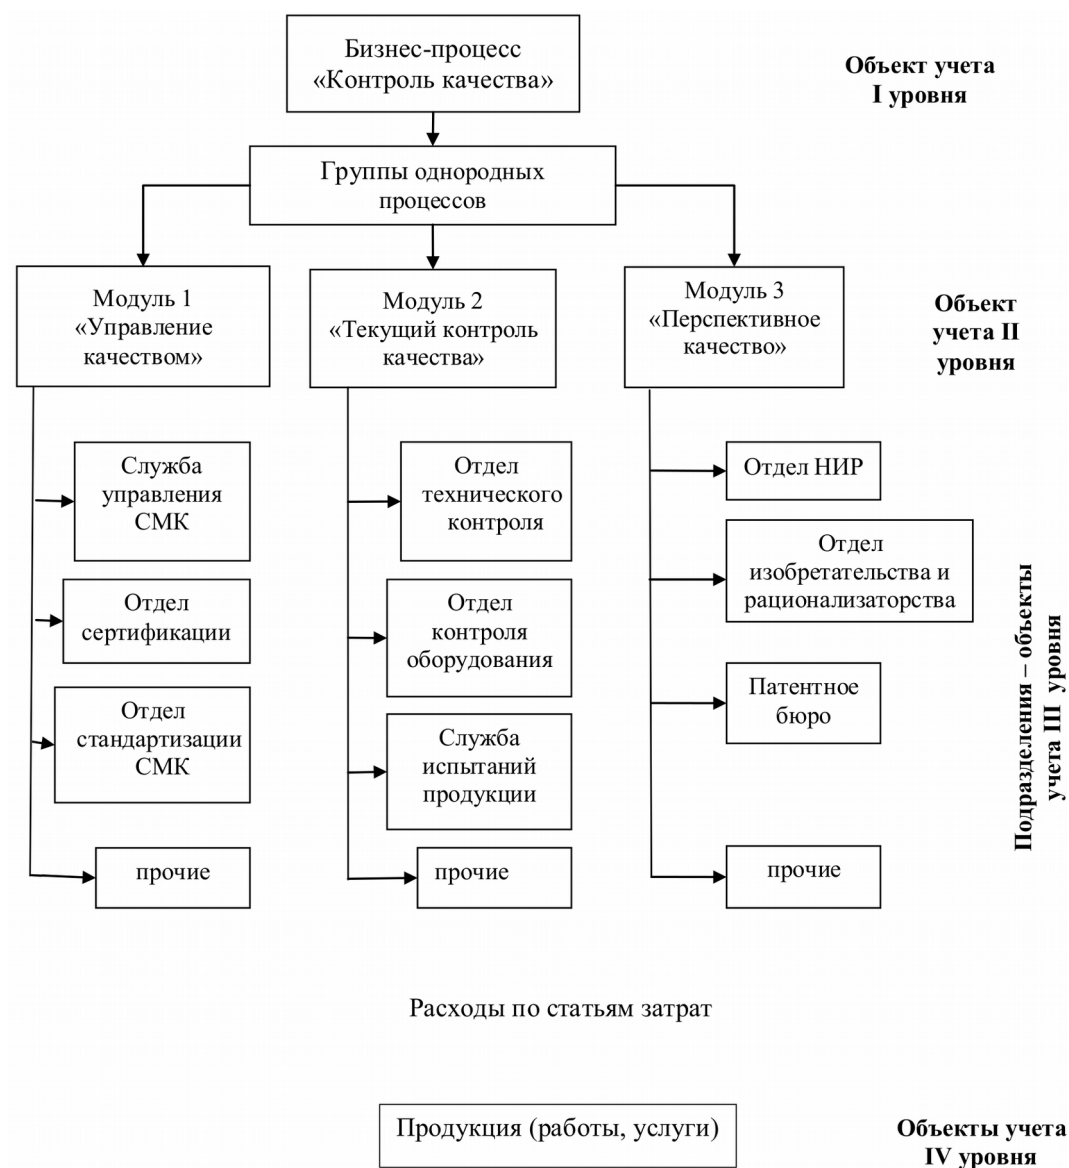 Бизнес-процесс
«Контроль качества»
Объект учета
I уровня
Группы однородных
процессов
Модуль 1
«Управление
качеством»
Модуль 2
«Текущий контроль
качества»
Модуль 3
«Перспективное
качество»
Объект
учета II
уровня
Служба
управления
СМК
Отдел
сертификации
Отдел
стандартизации
СМК
прочие
Отдел
технического
контроля
Отдел
контроля
оборудования
Служба
испытаний
продукции
прочие
Отдел НИР
Отдел
изобретательства и
рационализаторства
Патентное
бюро
прочие
Подразделения – объекты
учета III уровня
Расходы по статьям затрат
Продукция (работы, услуги)
Объекты учета
IV уровня